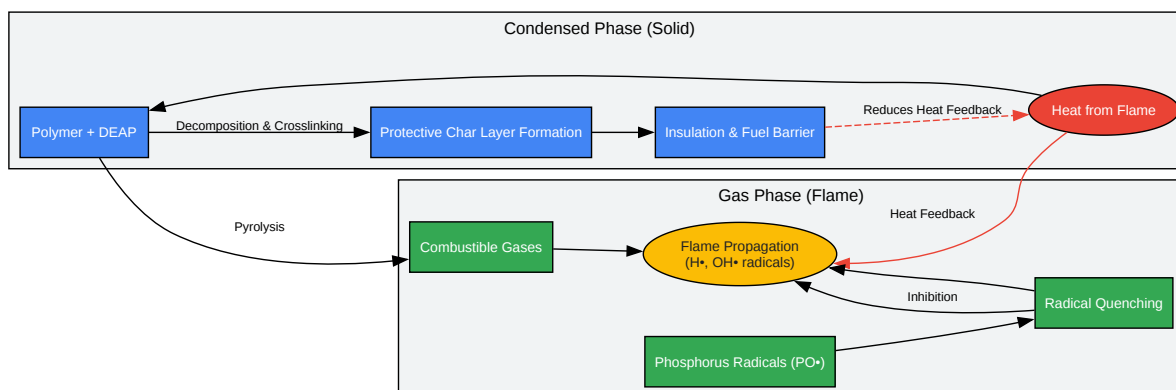 Condensed Phase (Solid)
Polymer + DEAP
Decomposition & Crosslinking
Protective Char Layer Formation
Insulation & Fuel Barrier
Reduces Heat Feedback
Heat from Flame
Gas Phase (Flame)
Pyrolysis
Combustible Gases
Flame Propagation
(H•, OH• radicals)
Heat Feedback
Inhibition
Radical Quenching
Phosphorus Radicals (PO•)